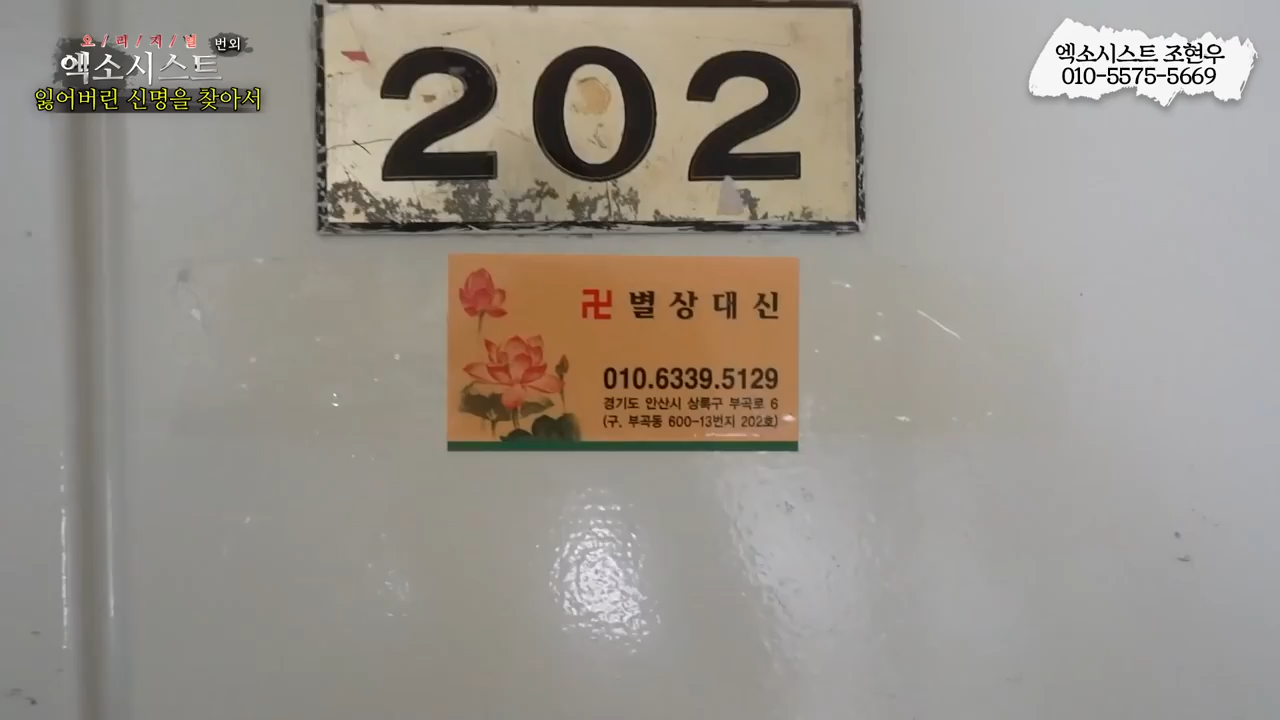 오/리/지/널 번외
엑소시스트
잃어버린 신명을 찾아서
엑소시스트 조현우
010-5575-5669
202
卍 별상대신
010.6339.5129
경기도 안산시 상록구 부곡로 6
(구. 부곡동 600-13번지 202호)